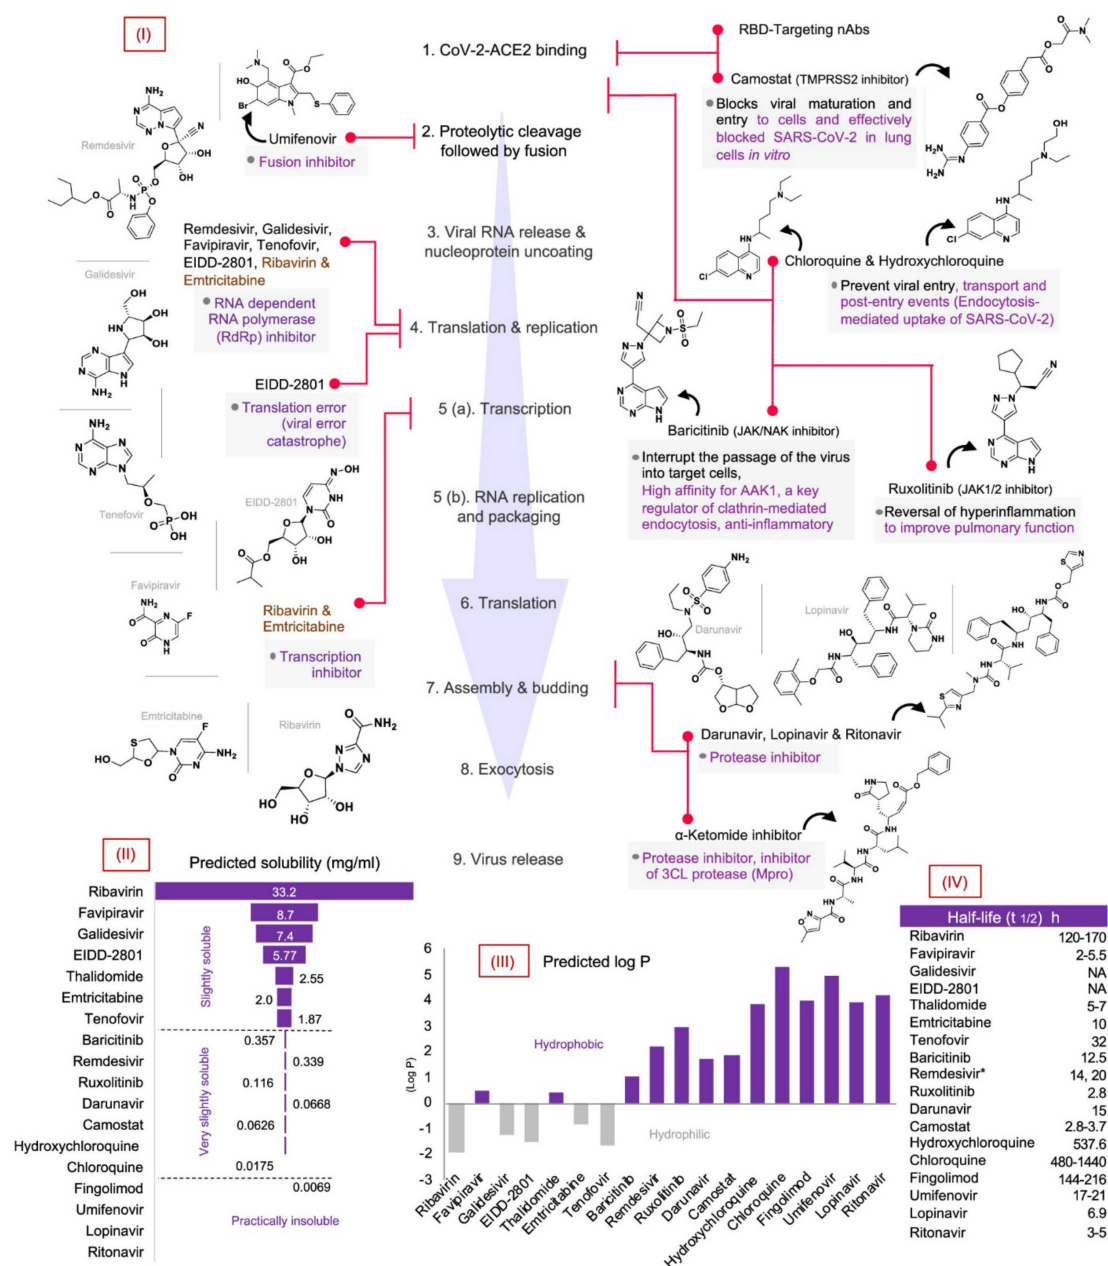 (I)
1. CoV-2-ACE2 binding
2. Proteolytic cleavage
followed by fusion
3. Viral RNA release &
nucleoprotein uncoating
4. Translation & replication
5 (a). Transcription
5 (b). RNA replication
and packaging
6. Translation
7. Assembly & budding
8. Exocytosis
9. Virus release
Remdesivir
Umifenovir
Fusion inhibitor
Remdesivir, Galidesivir,
Favipiravir, Tenofovir,
EIDD-2801, Ribavirin &
Emtricitabine
RNA dependent
RNA polymerase
(RdRp) inhibitor
Galidesivir
EIDD-2801
Translation error
(viral error
catastrophe)
Tenefovir
EIDD-2801
Favipiravir
Ribavirin &
Emtricitabine
Transcription
inhibitor
Emtricitabine
Ribavirin
RBD-Targeting nAbs
Camostat (TMPRSS2 inhibitor)
Blocks viral maturation and
entry to cells and effectively
blocked SARS-CoV-2 in lung
cells in vitro
Chloroquine & Hydroxychloroquine
Prevent viral entry, transport and
post-entry events (Endocytosis-
mediated uptake of SARS-CoV-2)
Baricitinib (JAK/NAK inhibitor)
Interrupt the passage of the virus
into target cells,
High affinity for AAK1, a key
regulator of clathrin-mediated
endocytosis, anti-inflammatory
Ruxolitinib (JAK1/2 inhibitor)
Reversal of hyperinflammation
to improve pulmonary function
Darunavir
Lopinavir
Darunavir, Lopinavir & Ritonavir
Protease inhibitor
α-Ketomide inhibitor
Protease inhibitor, inhibitor
of 3CL protease (Mpro)
(II)
Predicted solubility (mg/ml)
Ribavirin 33.2
Favipiravir 8.7
Galidesivir 7.4
EIDD-2801 5.77
Thalidomide 2.55
Emtricitabine 2.0
Tenofovir 1.87
Baricitinib 0.357
Remdesivir 0.339
Ruxolitinib 0.116
Darunavir 0.0668
Camostat 0.0626
Hydroxychloroquine
Chloroquine 0.0175
Fingolimod 0.0069
Umifenovir
Lopinavir
Ritonavir
Slightly soluble
Very slightly soluble
Practically insoluble
(III) Predicted log P
(Log P)
6
5
4
3
2
1
0
-1
-2
-3
Hydrophobic
Hydrophilic
Ribavirin
Favipiravir
Galidesivir
EIDD-2801
Thalidomide
Emtricitabine
Tenofovir
Baricitinib
Remdesivir
Ruxolitinib
Darunavir
Camostat
Hydroxychloroquine
Chloroquine
Fingolimod
Umifenovir
Lopinavir
Ritonavir
(IV)
Half-life (t 1/2) h
Ribavirin 120-170
Favipiravir 2-5.5
Galidesivir NA
EIDD-2801 NA
Thalidomide 5-7
Emtricitabine 10
Tenofovir 32
Baricitinib 12.5
Remdesivir* 14, 20
Ruxolitinib 2.8
Darunavir 15
Camostat 2.8-3.7
Hydroxychloroquine 537.6
Chloroquine 480-1440
Fingolimod 144-216
Umifenovir 17-21
Lopinavir 6.9
Ritonavir 3-5